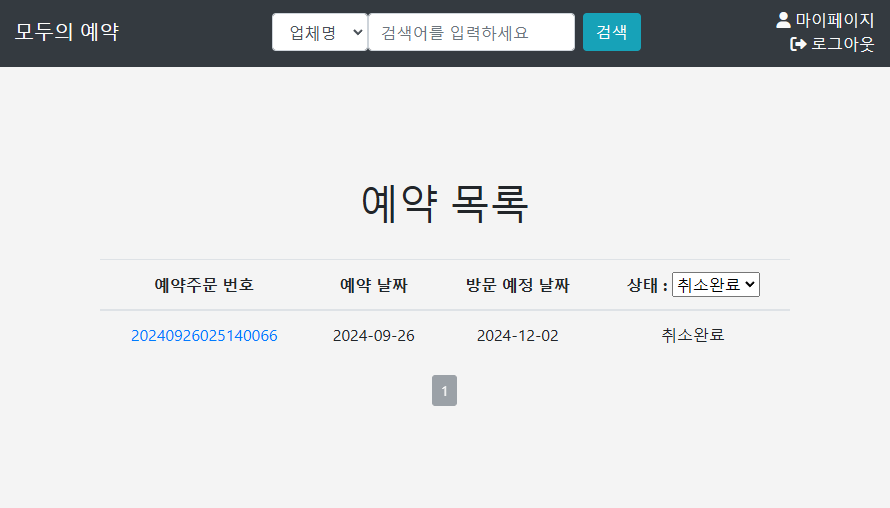 모두의 예약
업체명 검색어를 입력하세요 검색
마이페이지
로그아웃
예약 목록
예약주문 번호 예약 날짜 방문 예정 날짜 상태 : 취소완료
20240926025140066 2024-09-26 2024-12-02 취소완료
1